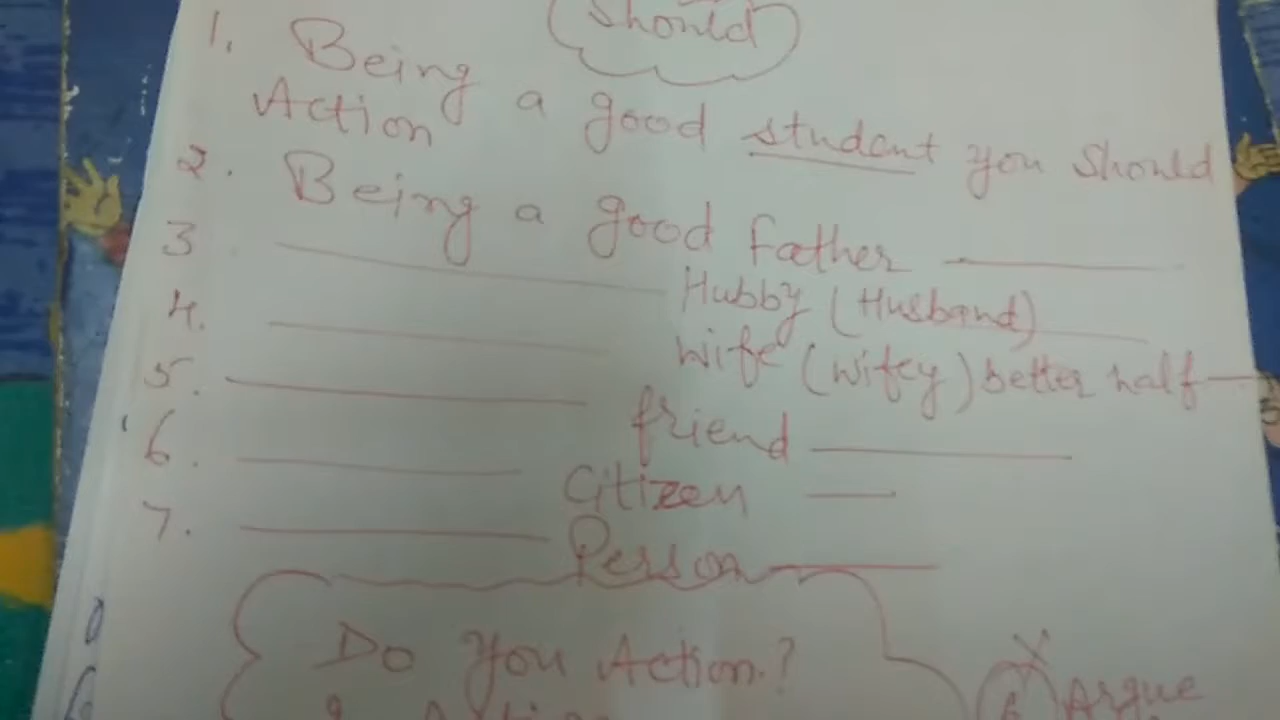 Should
1. Being a good student you should
Action
2. Being a good father
3 Hubby (Husband)
4. Wife (Wifey) better half
5. friend
6. Citizen
7. Person
Do You Action?
Argue